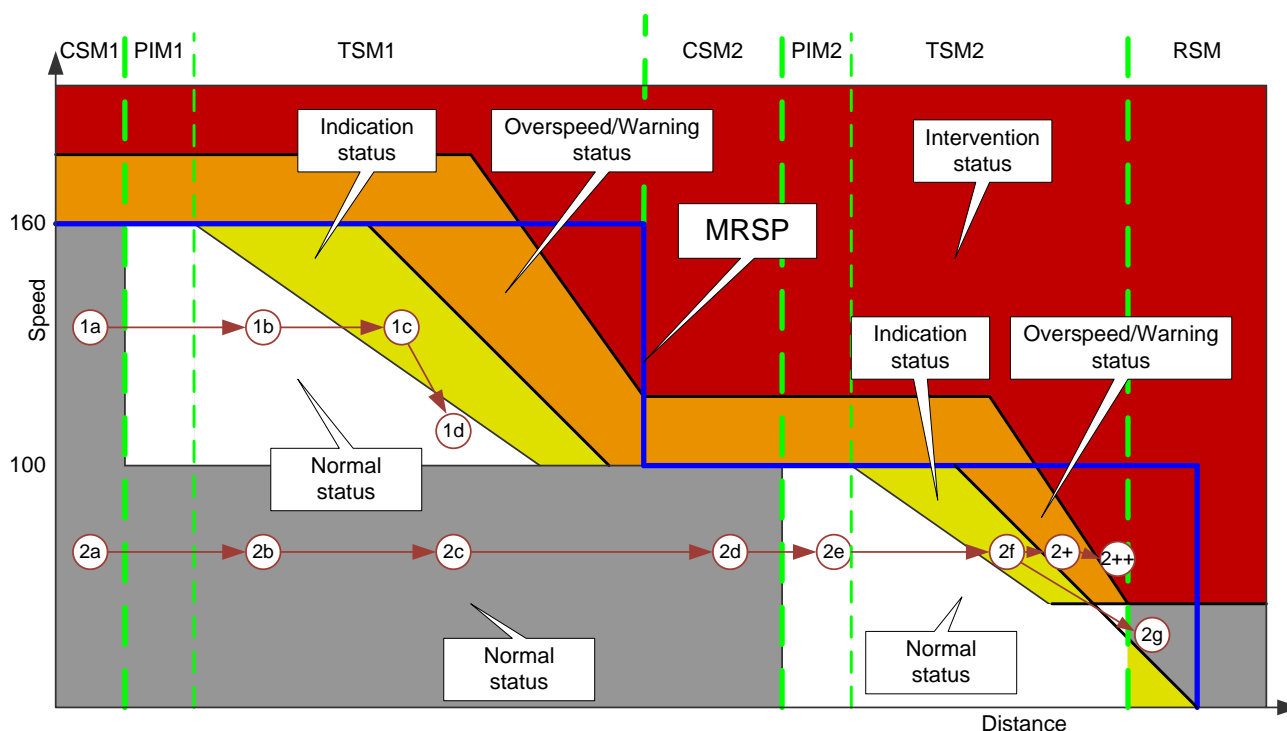 CSM1 PIM1 TSM1 CSM2 PIM2 TSM2 RSM
Indication
status
Overspeed/Warning
status
Intervention
status
160
MRSP
Speed
1a 1b 1c
Indication
status
Overspeed/Warning
status
1d
100
Normal
status
2a 2b 2c 2d 2e 2f 2+ 2++
2g
Normal
status
Normal
status
Distance